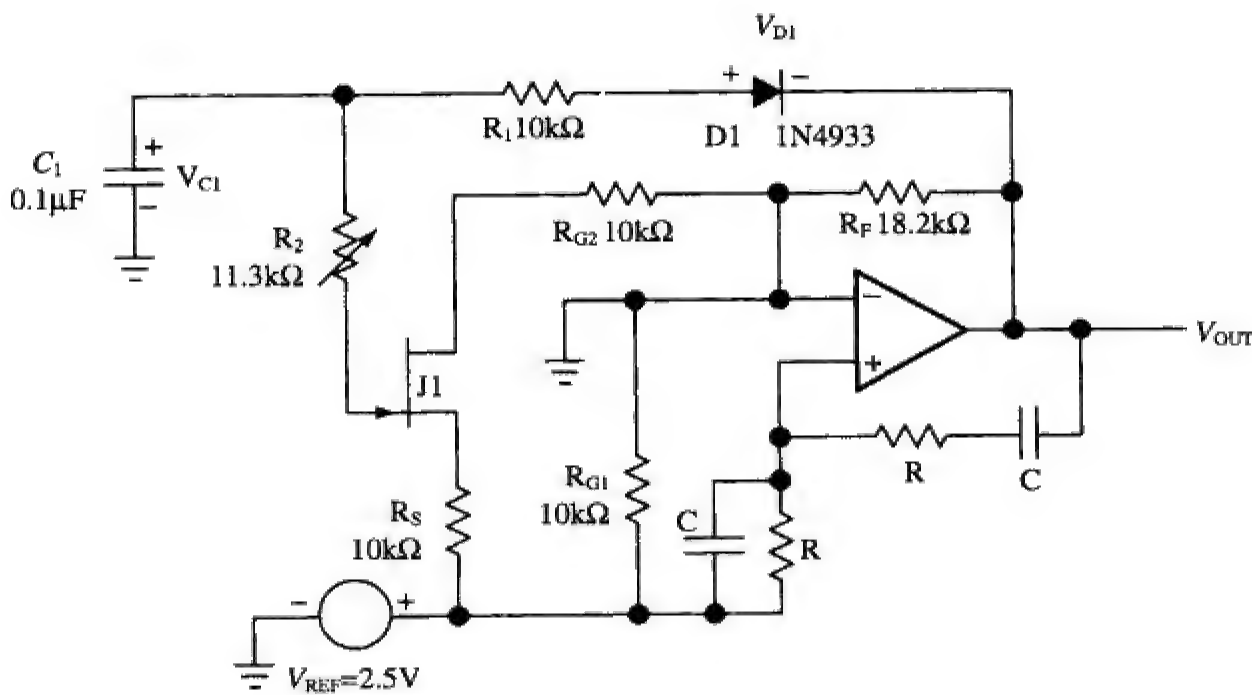 V_D1
+ −
R₁ 10kΩ
D1 1N4933
C₁
0.1µF
+
V_C1
−
R_G2 10kΩ
R_F 18.2kΩ
R₂
11.3kΩ
−
V_OUT
+
J1
R
C
R_G1
10kΩ
C
R
R_S
10kΩ
− +
V_REF=2.5V